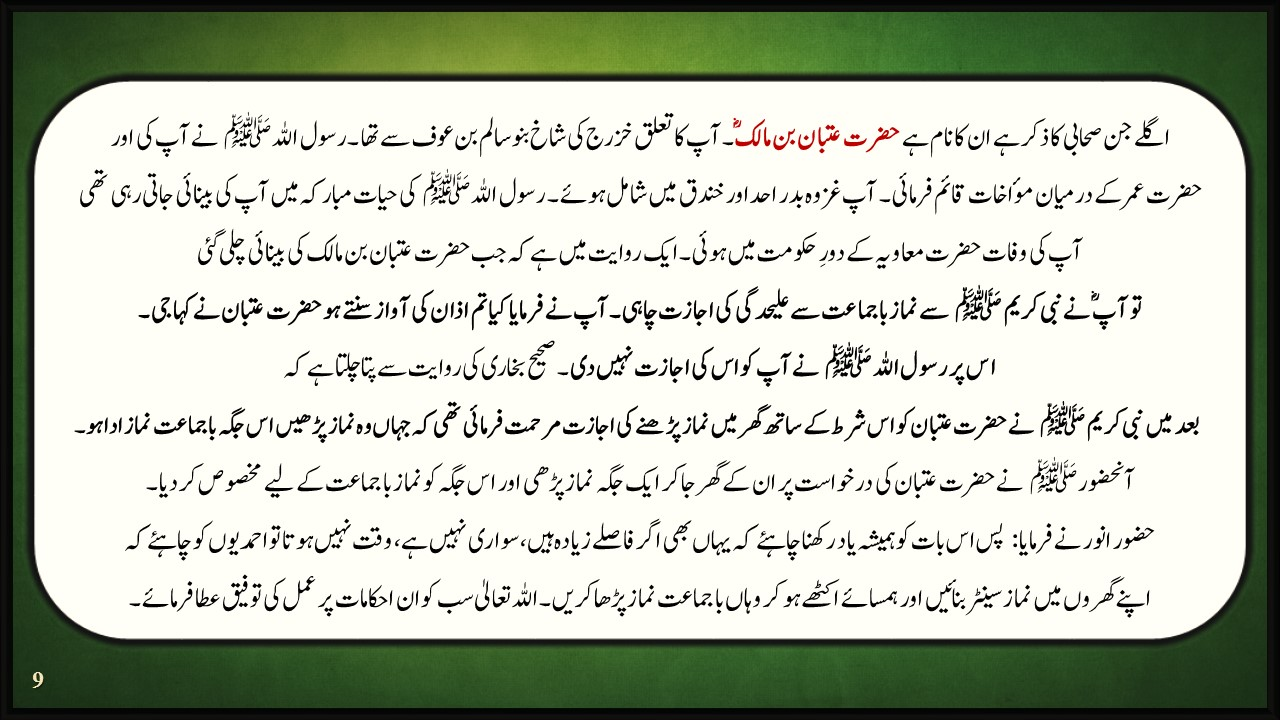 اگلے جن صحابی کا ذکر ہے ان کا نام ہے حضرت عتبان بن مالکؓ۔ آپ کا تعلق خزرج کی شاخ بنو سالم بن عوف سے تھا۔ رسول اللہ ﷺ نے آپ کی اور
حضرت عمر کے درمیان مؤاخات قائم فرمائی۔ آپ غزوہ بدر احد اور خندق میں شامل ہوئے۔ رسول اللہ ﷺ کی حیات مبارکہ میں آپ کی بینائی جاتی رہی تھی
آپ کی وفات حضرت معاویہ کے دورِ حکومت میں ہوئی۔ ایک روایت میں ہے کہ جب حضرت عتبان بن مالک کی بینائی چلی گئی
تو آپؓ نے نبی کریم ﷺ سے نماز باجماعت سے علیحدگی کی اجازت چاہی۔ آپ نے فرمایا کیا تم اذان کی آواز سنتے ہو حضرت عتبان نے کہا جی۔
اس پر رسول اللہ ﷺ نے آپ کو اس کی اجازت نہیں دی۔ صحیح بخاری کی روایت سے پتا چلتا ہے کہ
بعد میں نبی کریم ﷺ نے حضرت عتبان کو اس شرط کے ساتھ گھر میں نماز پڑھنے کی اجازت مرحمت فرمائی تھی کہ جہاں وہ نماز پڑھیں اس جگہ باجماعت نماز ادا ہو۔
آنحضور ﷺ نے حضرت عتبان کی درخواست پر ان کے گھر جا کر ایک جگہ نماز پڑھی اور اس جگہ کو نماز باجماعت کے لیے مخصوص کر دیا۔
حضور انور نے فرمایا: پس اس بات کو ہمیشہ یاد رکھنا چاہئے کہ یہاں بھی اگر فاصلے زیادہ ہیں، سواری نہیں ہے، وقت نہیں ہوتا تو احمدیوں کو چاہئے کہ
اپنے گھروں میں نماز سینٹر بنائیں اور ہمسائے اکٹھے ہو کر وہاں باجماعت نماز پڑھا کریں۔ اللہ تعالیٰ سب کو ان احکامات پر عمل کی توفیق عطا فرمائے۔
9